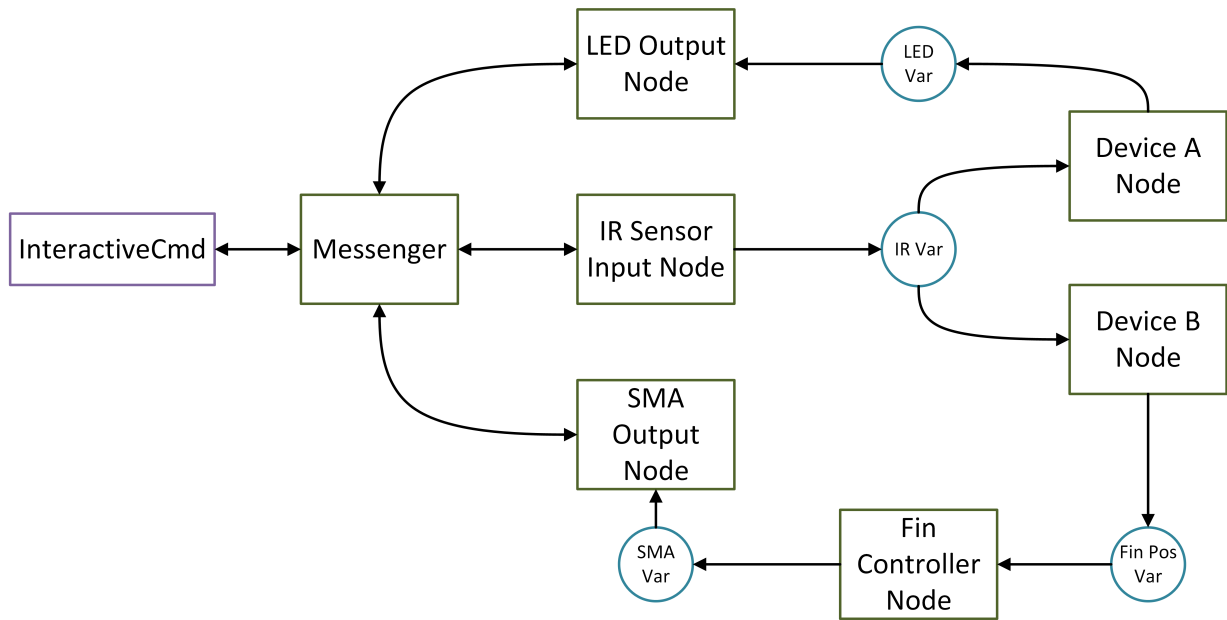 LED Output
Node
LED
Var
Device A
Node
InteractiveCmd
Messenger
IR Sensor
Input Node
IR Var
Device B
Node
SMA
Output
Node
SMA
Var
Fin
Controller
Node
Fin Pos
Var